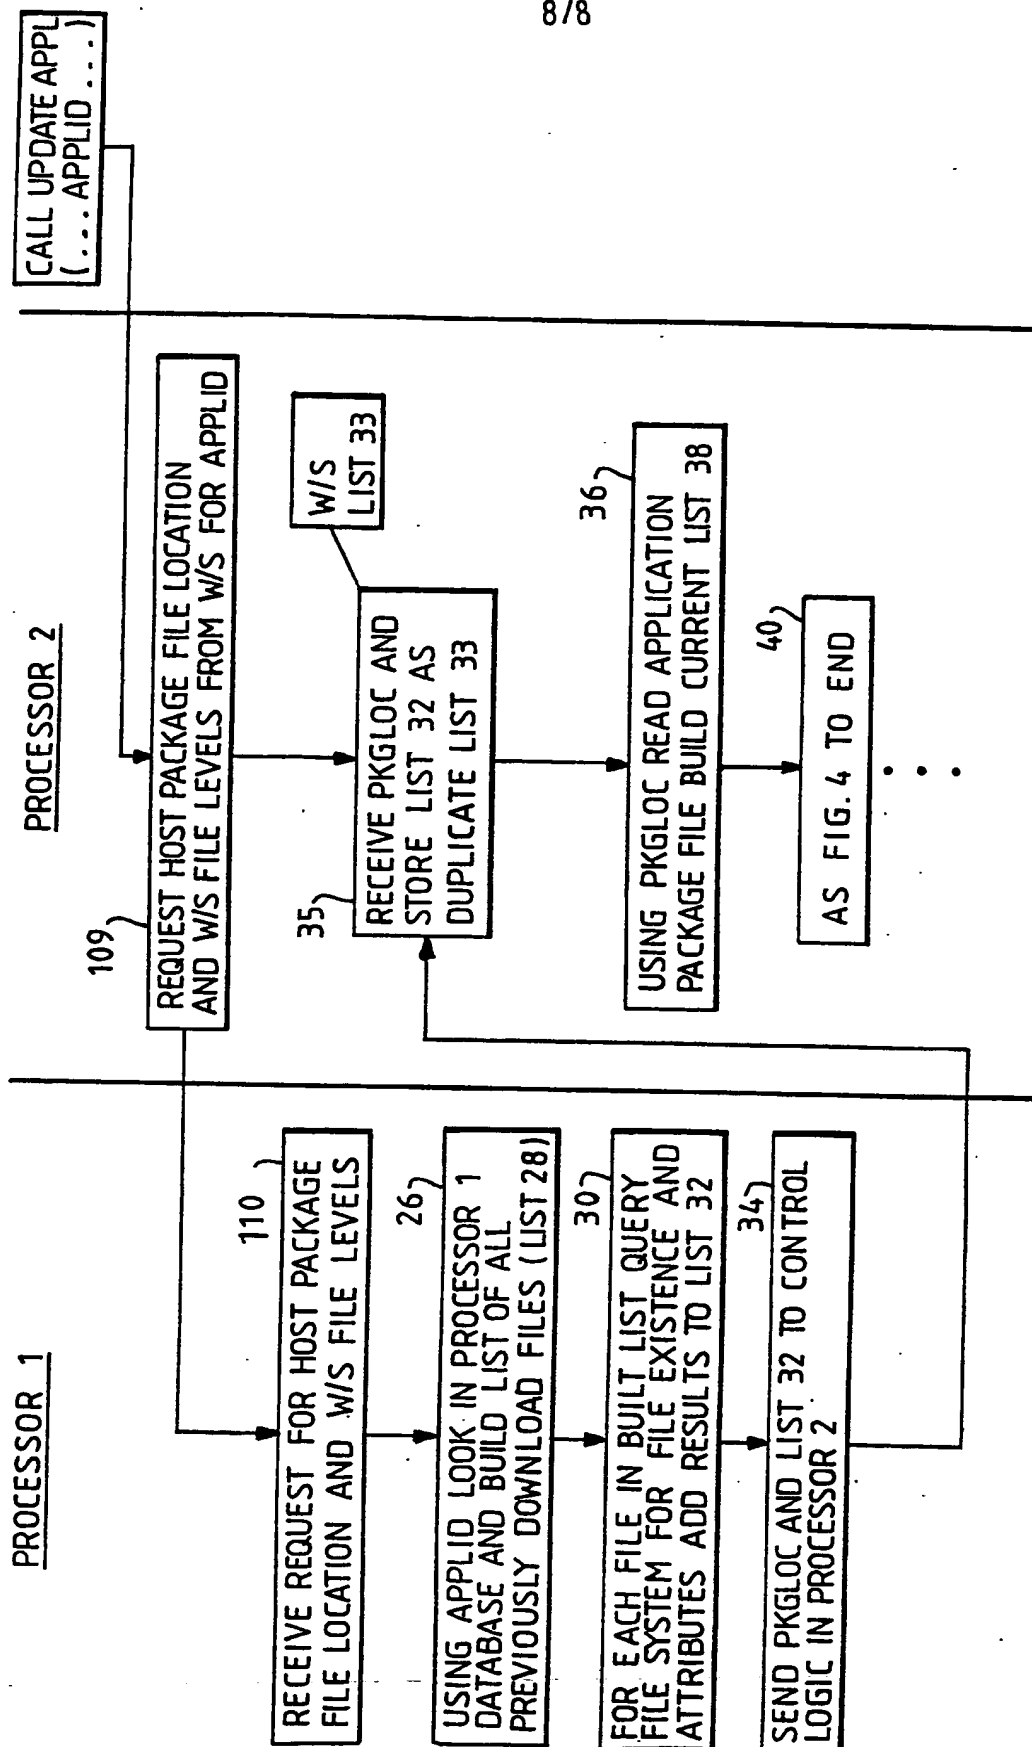 8/8
PROCESSOR 1
RECEIVE REQUEST FOR HOST PACKAGE
FILE LOCATION AND W/S FILE LEVELS
110
USING APPLID LOOK IN PROCESSOR 1
DATABASE AND BUILD LIST OF ALL
PREVIOUSLY DOWNLOAD FILES (LIST 28)
26
FOR EACH FILE IN BUILT LIST QUERY
FILE SYSTEM FOR FILE EXISTENCE AND
ATTRIBUTES ADD RESULTS TO LIST 32
30
SEND PKGLOC AND LIST 32 TO CONTROL
LOGIC IN PROCESSOR 2
34
PROCESSOR 2
109
REQUEST HOST PACKAGE FILE LOCATION
AND W/S FILE LEVELS FROM W/S FOR APPLID
35
RECEIVE PKGLOC AND
STORE LIST 32 AS
DUPLICATE LIST 33
W/S
LIST 33
36
USING PKGLOC READ APPLICATION
PACKAGE FILE BUILD CURRENT LIST 38
40
AS FIG. 4 TO END
CALL UPDATE APPL
(... APPLID ...)